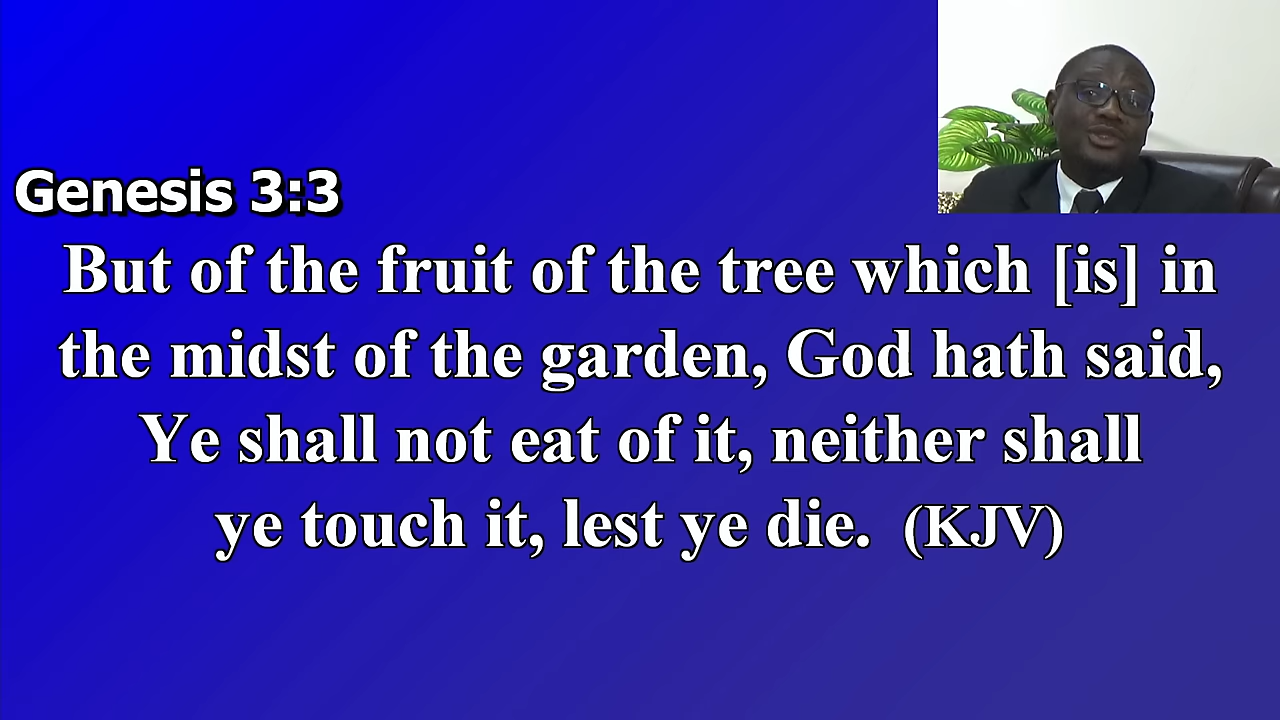 Genesis 3:3
But of the fruit of the tree which [is] in
the midst of the garden, God hath said,
Ye shall not eat of it, neither shall
ye touch it, lest ye die. (KJV)